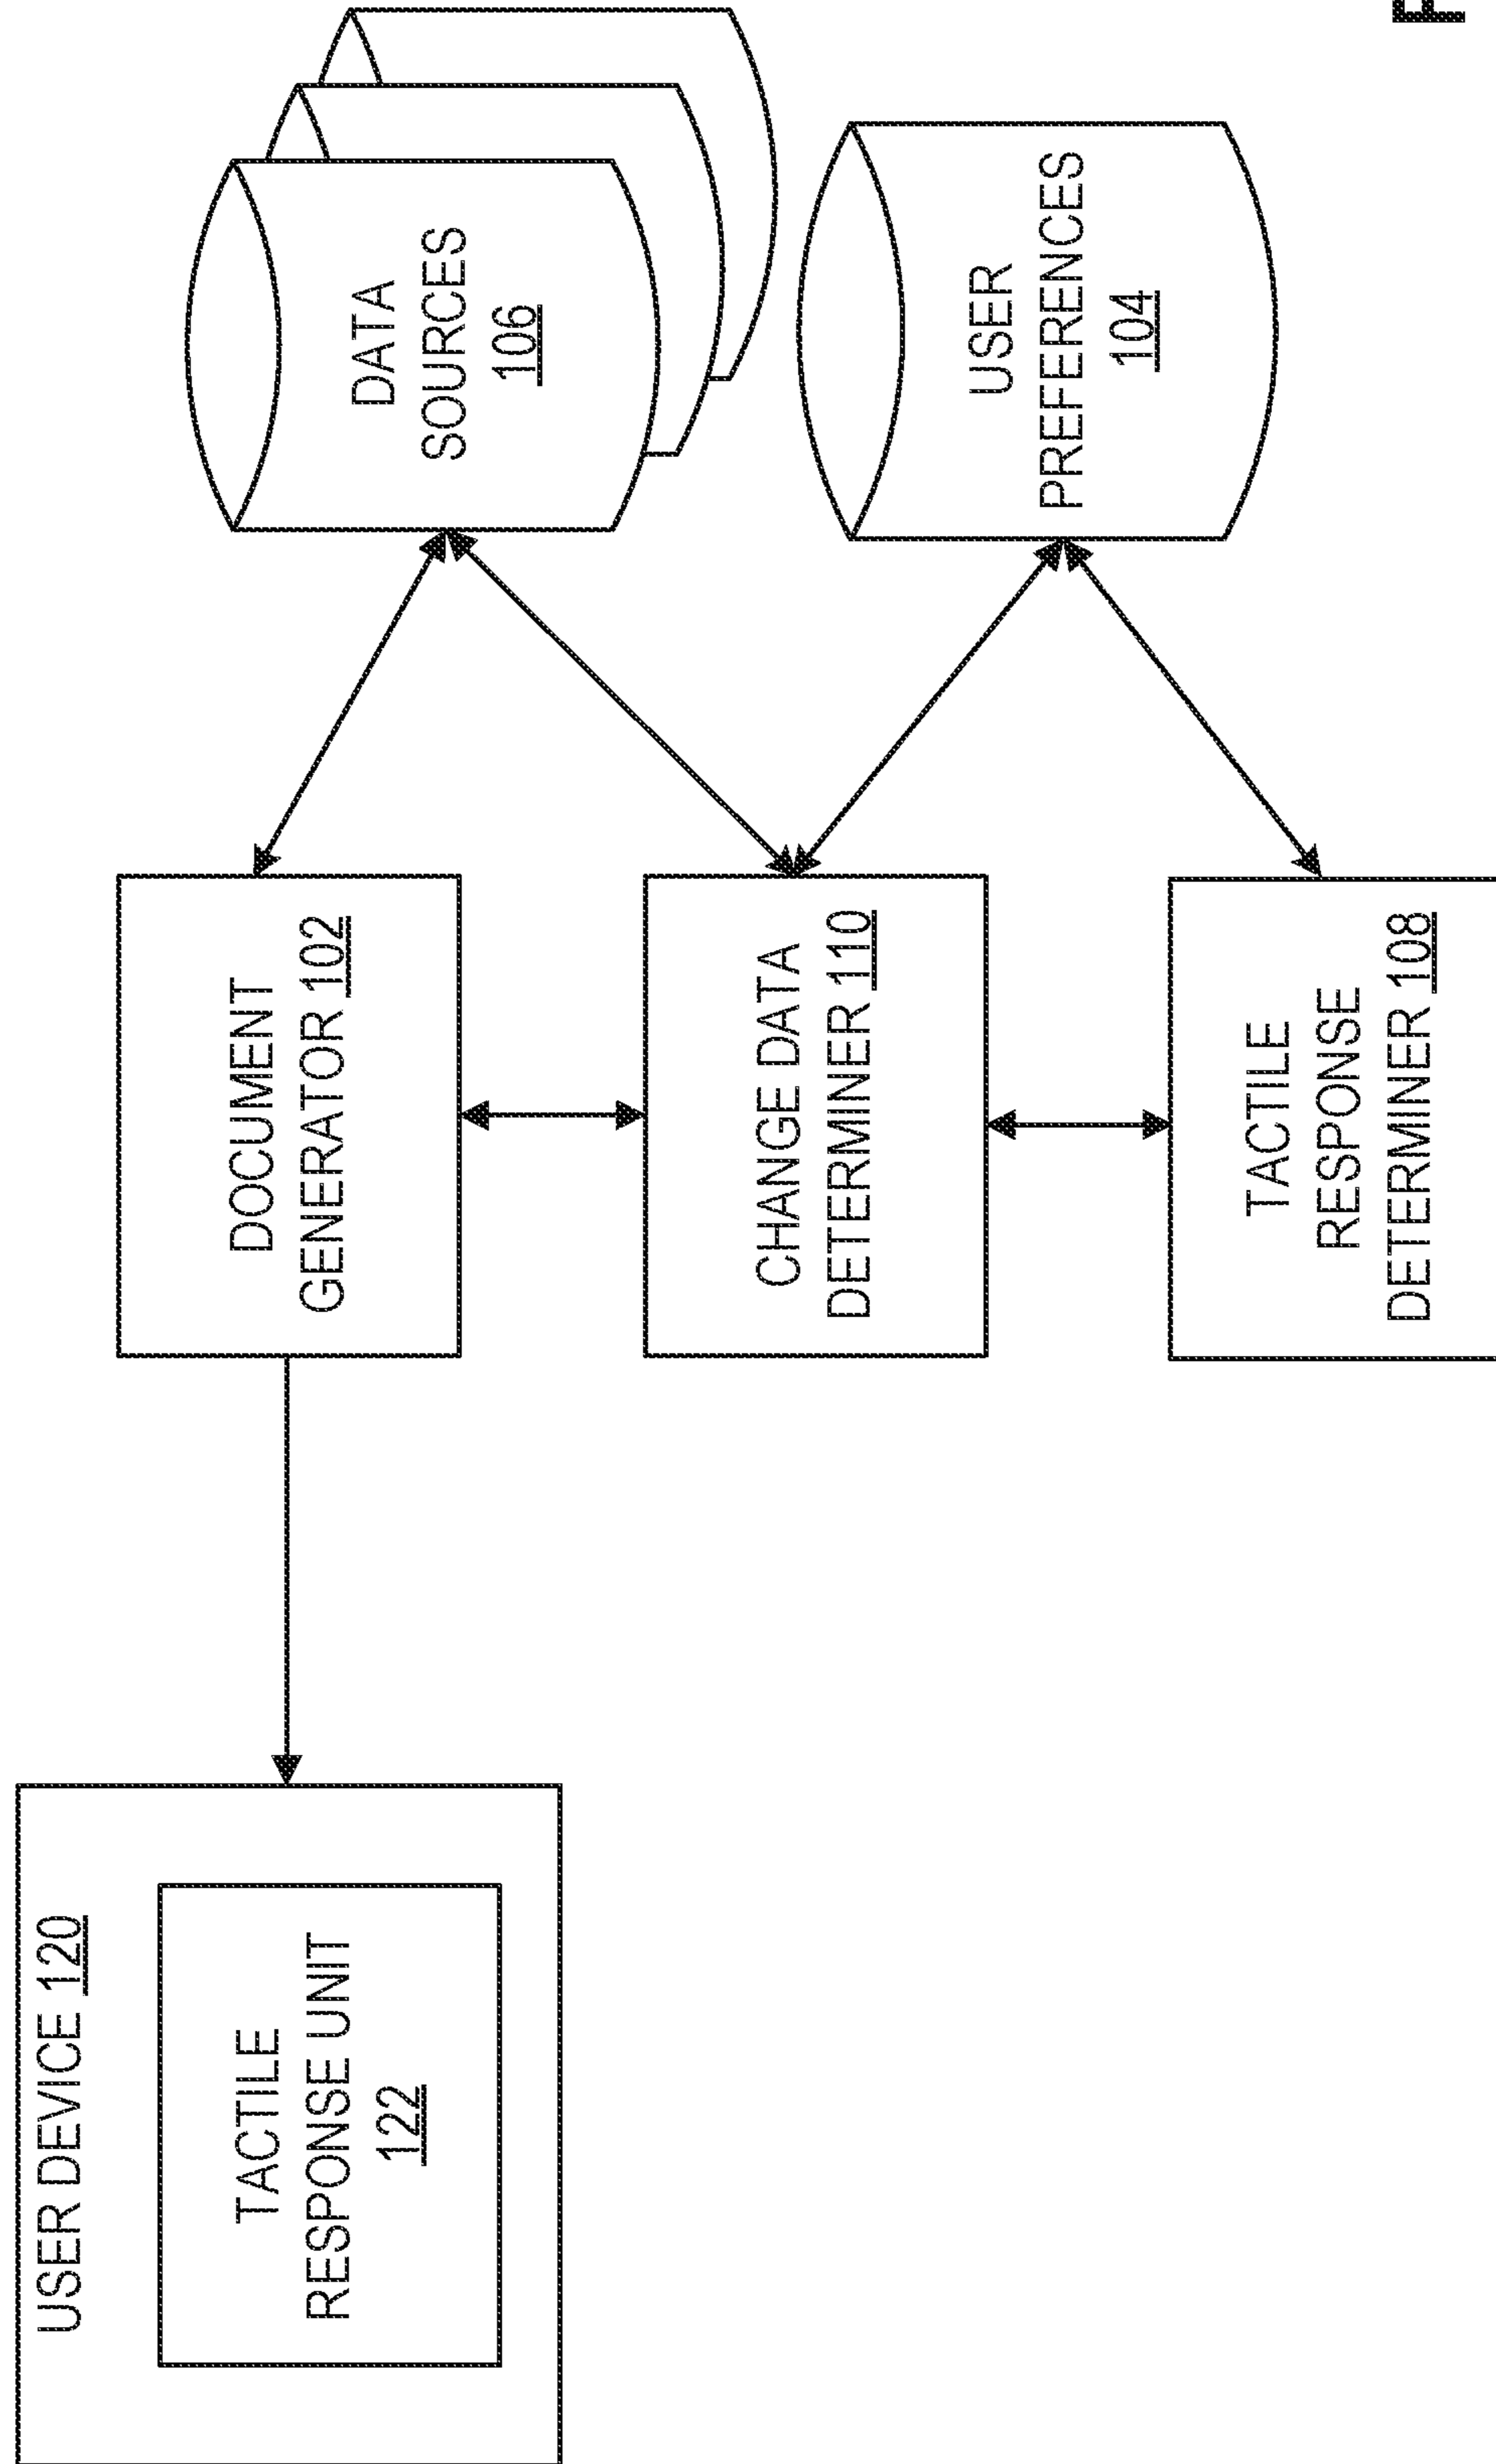 USER DEVICE 120
TACTILE
RESPONSE UNIT
122
DOCUMENT
GENERATOR 102
CHANGE DATA
DETERMINER 110
TACTILE
RESPONSE
DETERMINER 108
DATA
SOURCES
106
USER
PREFERENCES
104